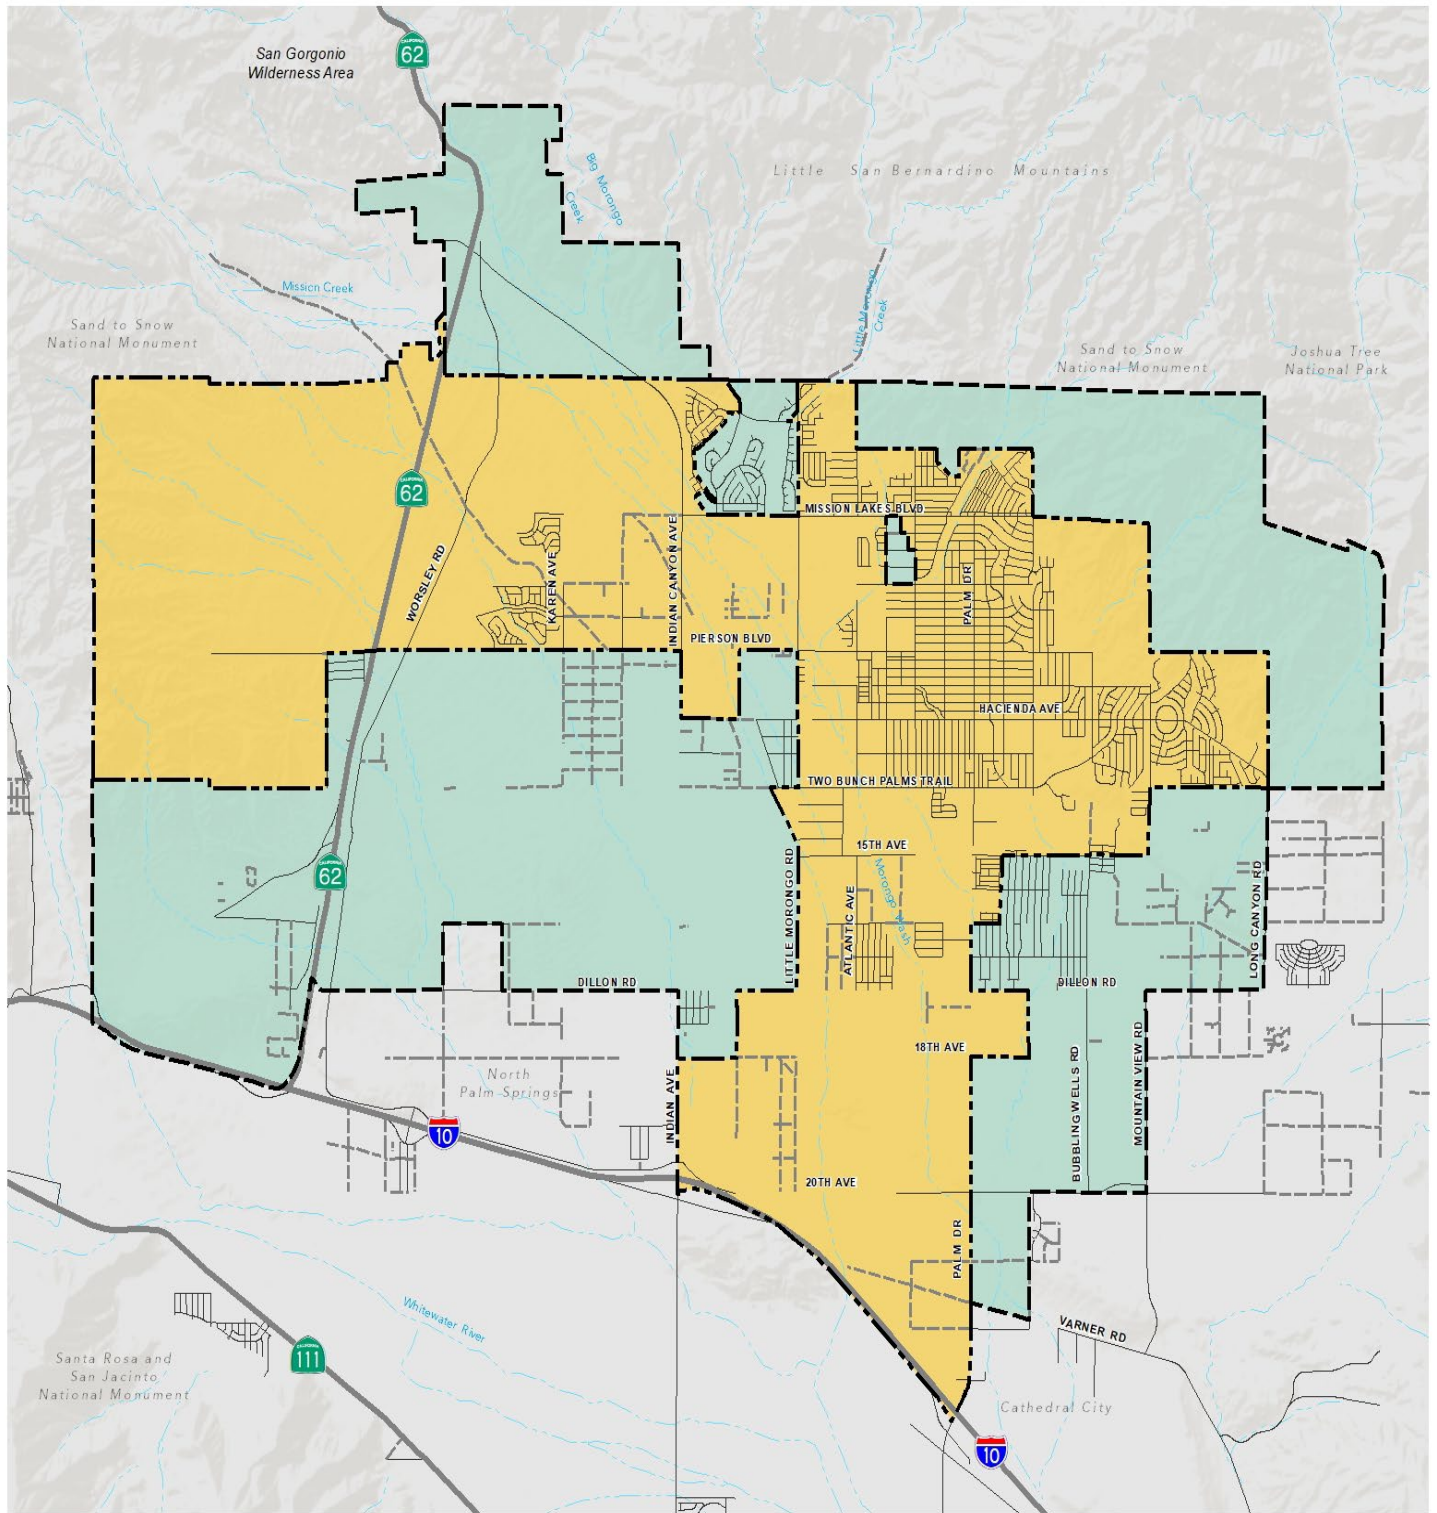 CALIFORNIA
62
San Gorgonio
Wilderness Area
Big Morongo
Creek
Little San Bernardino Mountains
Mission Creek
Little Morongo
Creek
Sand to Snow
National Monument
Sand to Snow
National Monument
Joshua Tree
National Park
CALIFORNIA
62
MISSION LAKES BLVD
WORSLEY RD
KAREN AVE
INDIAN CANYON AVE
PALM DR
PIERSON BLVD
HACIENDA AVE
TWO BUNCH PALMS TRAIL
15TH AVE
CALIFORNIA
62
LITTLE MORONGO RD
ATLANTIC AVE
Morongo Wash
LONG CANYON RD
DILLON RD
DILLON RD
18TH AVE
North
Palm Springs
INDIAN AVE
BUBBLING WELLS RD
MOUNTAIN VIEW RD
10
20TH AVE
PALM DR
Whitewater River
VARNER RD
CALIFORNIA
111
Santa Rosa and
San Jacinto
National Monument
Cathedral City
10